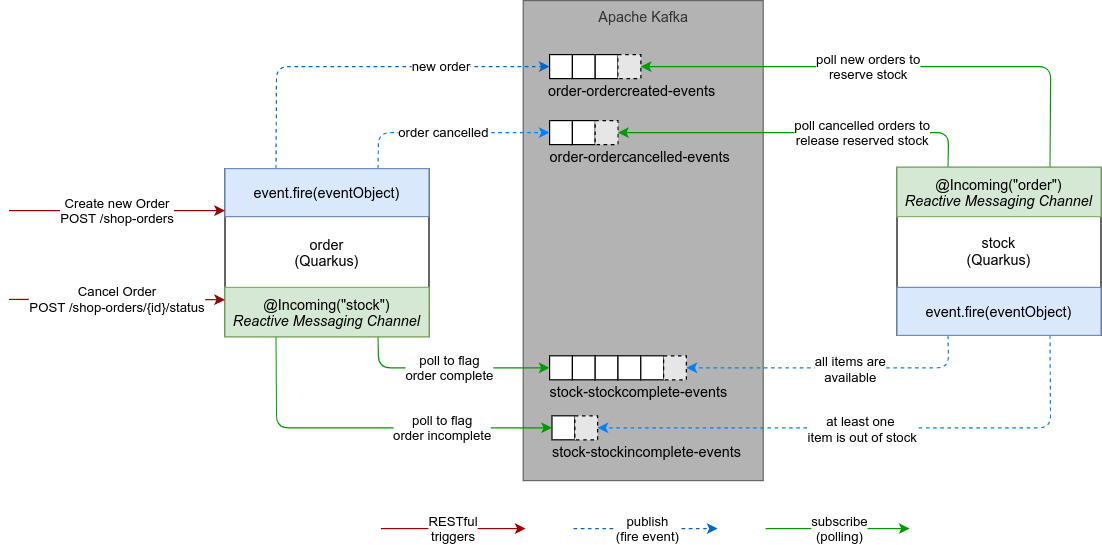 Apache Kafka
new order
poll new orders to
reserve stock
order-ordercreated-events
order cancelled
poll cancelled orders to
release reserved stock
order-ordercancelled-events
event.fire(eventObject)
@Incoming("order")
Reactive Messaging Channel
Create new Order
POST /shop-orders
order
(Quarkus)
stock
(Quarkus)
Cancel Order
POST /shop-orders/{id}/status
@Incoming("stock")
Reactive Messaging Channel
event.fire(eventObject)
poll to flag
order complete
all items are
available
stock-stockcomplete-events
poll to flag
order incomplete
at least one
item is out of stock
stock-stockincomplete-events
RESTful
triggers
publish
(fire event)
subscribe
(polling)